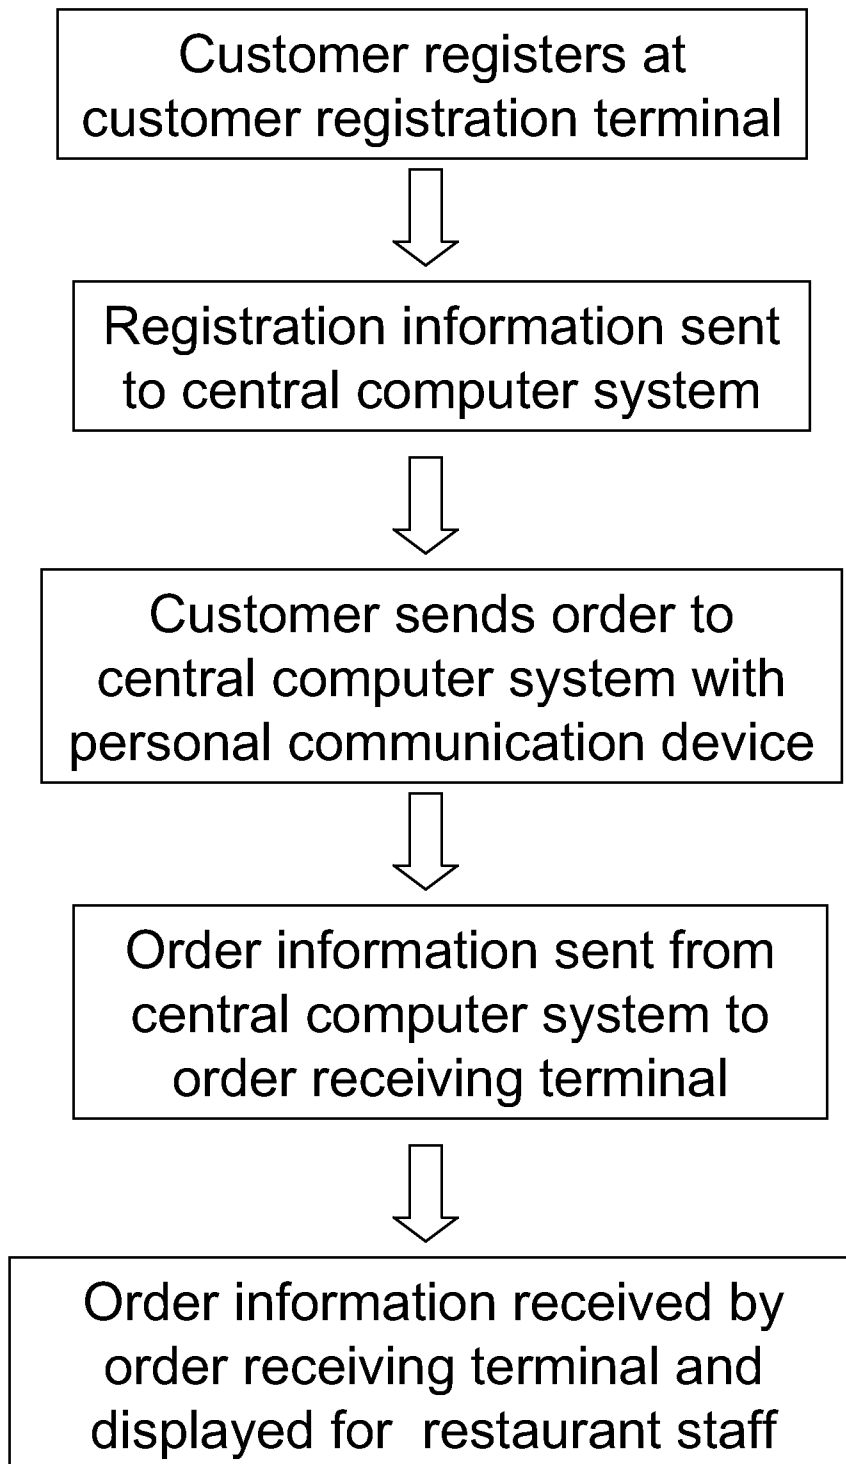 Customer registers at
customer registration terminal
Registration information sent
to central computer system
Customer sends order to
central computer system with
personal communication device
Order information sent from
central computer system to
order receiving terminal
Order information received by
order receiving terminal and
displayed for  restaurant staff